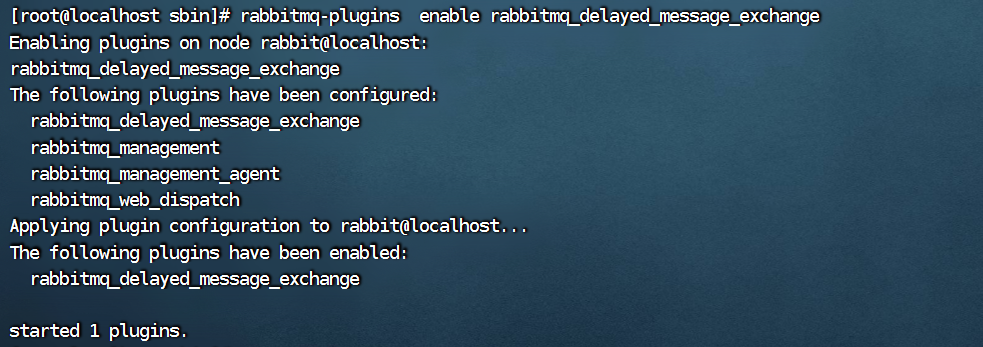 [root@localhost sbin]# rabbitmq-plugins  enable rabbitmq_delayed_message_exchange
Enabling plugins on node rabbit@localhost:
rabbitmq_delayed_message_exchange
The following plugins have been configured:
  rabbitmq_delayed_message_exchange
  rabbitmq_management
  rabbitmq_management_agent
  rabbitmq_web_dispatch
Applying plugin configuration to rabbit@localhost...
The following plugins have been enabled:
  rabbitmq_delayed_message_exchange

started 1 plugins.